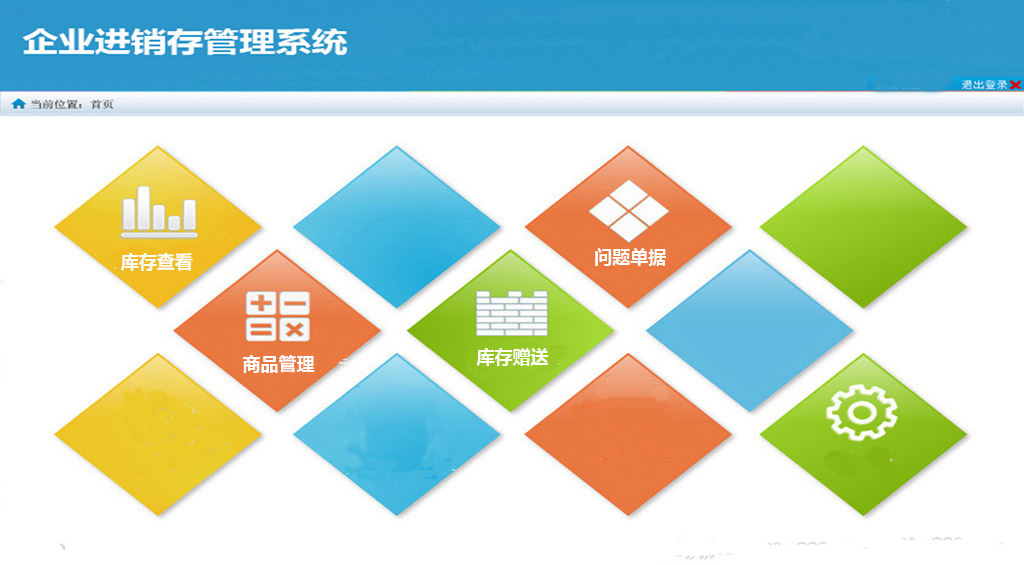 企业进销存管理系统
退出登录
当前位置：首页
库存查看
问题单据
商品管理
库存赠送